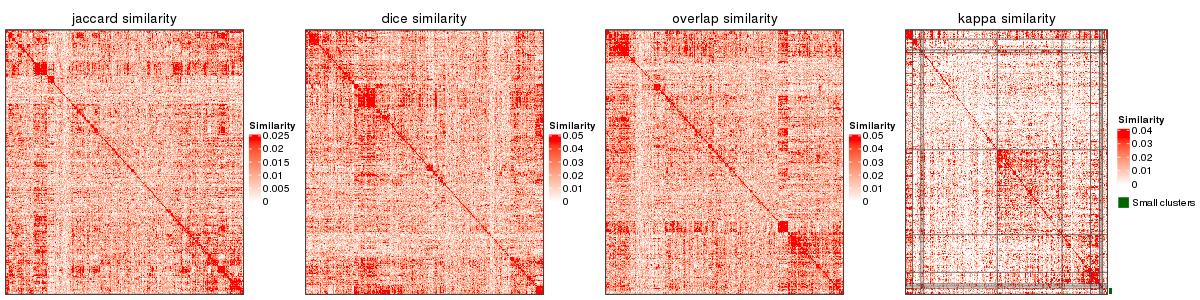 jaccard similarity
Similarity
0.025
0.02
0.015
0.01
0.005
0
dice similarity
Similarity
0.05
0.04
0.03
0.02
0.01
0
overlap similarity
Similarity
0.05
0.04
0.03
0.02
0.01
0
kappa similarity
Similarity
0.04
0.03
0.02
0.01
0
Small clusters